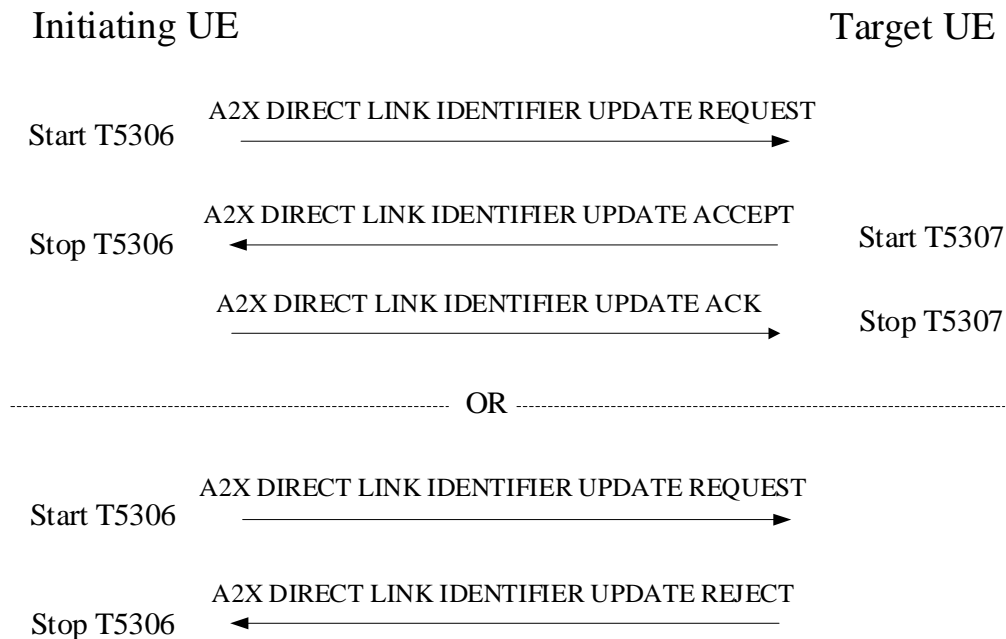 Initiating UE Target UE
A2X DIRECT LINK IDENTIFIER UPDATE REQUEST
Start T5306
A2X DIRECT LINK IDENTIFIER UPDATE ACCEPT
Stop T5306 Start T5307
A2X DIRECT LINK IDENTIFIER UPDATE ACK
Stop T5307
OR
A2X DIRECT LINK IDENTIFIER UPDATE REQUEST
Start T5306
A2X DIRECT LINK IDENTIFIER UPDATE REJECT
Stop T5306